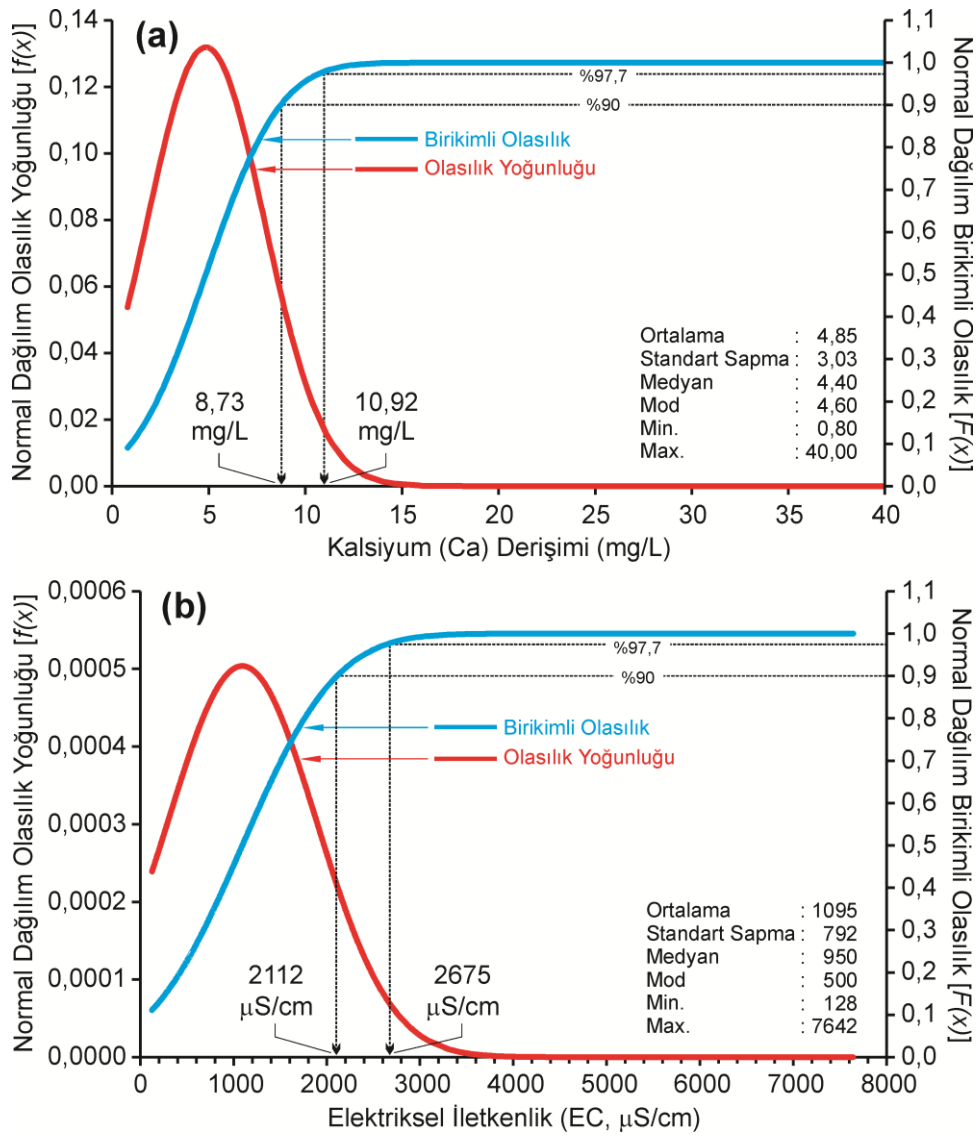 (a)
Normal Dağılım Olasılık Yoğunluğu [f(x)]
0,14
0,12
0,10
0,08
0,06
0,04
0,02
0,00
%97,7
%90
Birikimli Olasılık
Olasılık Yoğunluğu
8,73
mg/L
10,92
mg/L
Ortalama : 4,85
Standart Sapma : 3,03
Medyan : 4,40
Mod : 4,60
Min. : 0,80
Max. : 40,00
1,1
1,0
0,9
0,8
0,7
0,6
0,5
0,4
0,3
0,2
0,1
0,0
Normal Dağılım Birikimli Olasılık [F(x)]
0 5 10 15 20 25 30 35 40
Kalsiyum (Ca) Derişimi (mg/L)
(b)
Normal Dağılım Olasılık Yoğunluğu [f(x)]
0,0006
0,0005
0,0004
0,0003
0,0002
0,0001
0,0000
%97,7
%90
Birikimli Olasılık
Olasılık Yoğunluğu
2112
µS/cm
2675
µS/cm
Ortalama : 1095
Standart Sapma : 792
Medyan : 950
Mod : 500
Min. : 128
Max. : 7642
1,1
1,0
0,9
0,8
0,7
0,6
0,5
0,4
0,3
0,2
0,1
0,0
Normal Dağılım Birikimli Olasılık [F(x)]
0 1000 2000 3000 4000 5000 6000 7000 8000
Elektriksel İletkenlik (EC, µS/cm)